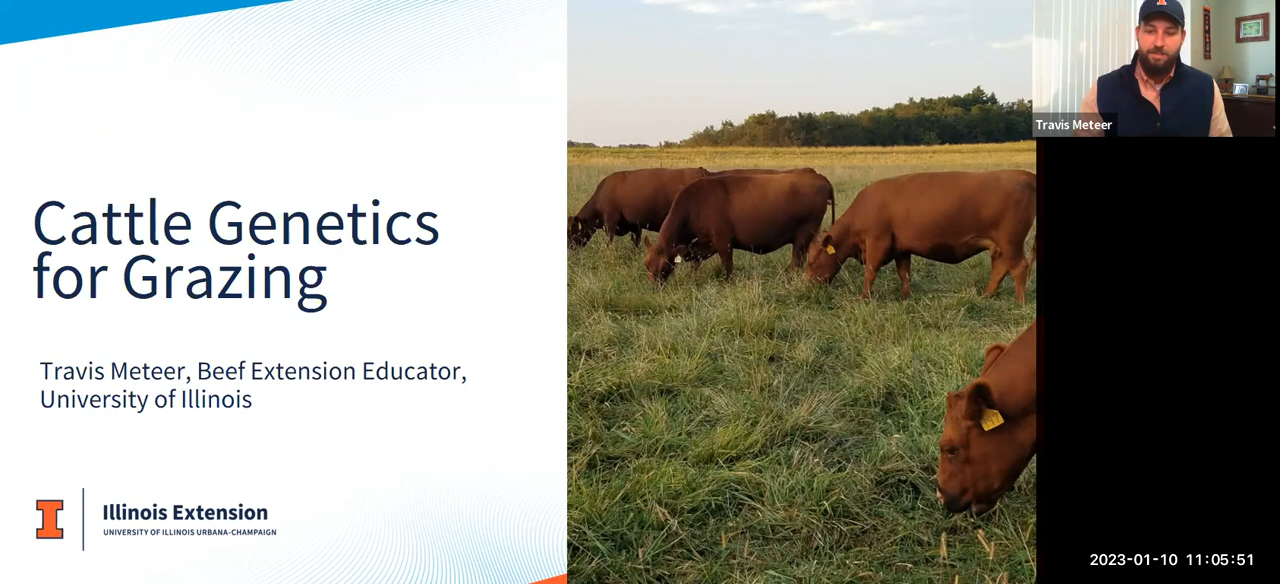 Cattle Genetics
for Grazing
Travis Meteer, Beef Extension Educator,
University of Illinois
I
Illinois Extension
UNIVERSITY OF ILLINOIS URBANA-CHAMPAIGN
I
Travis Meteer
2023-01-10 11:05:51